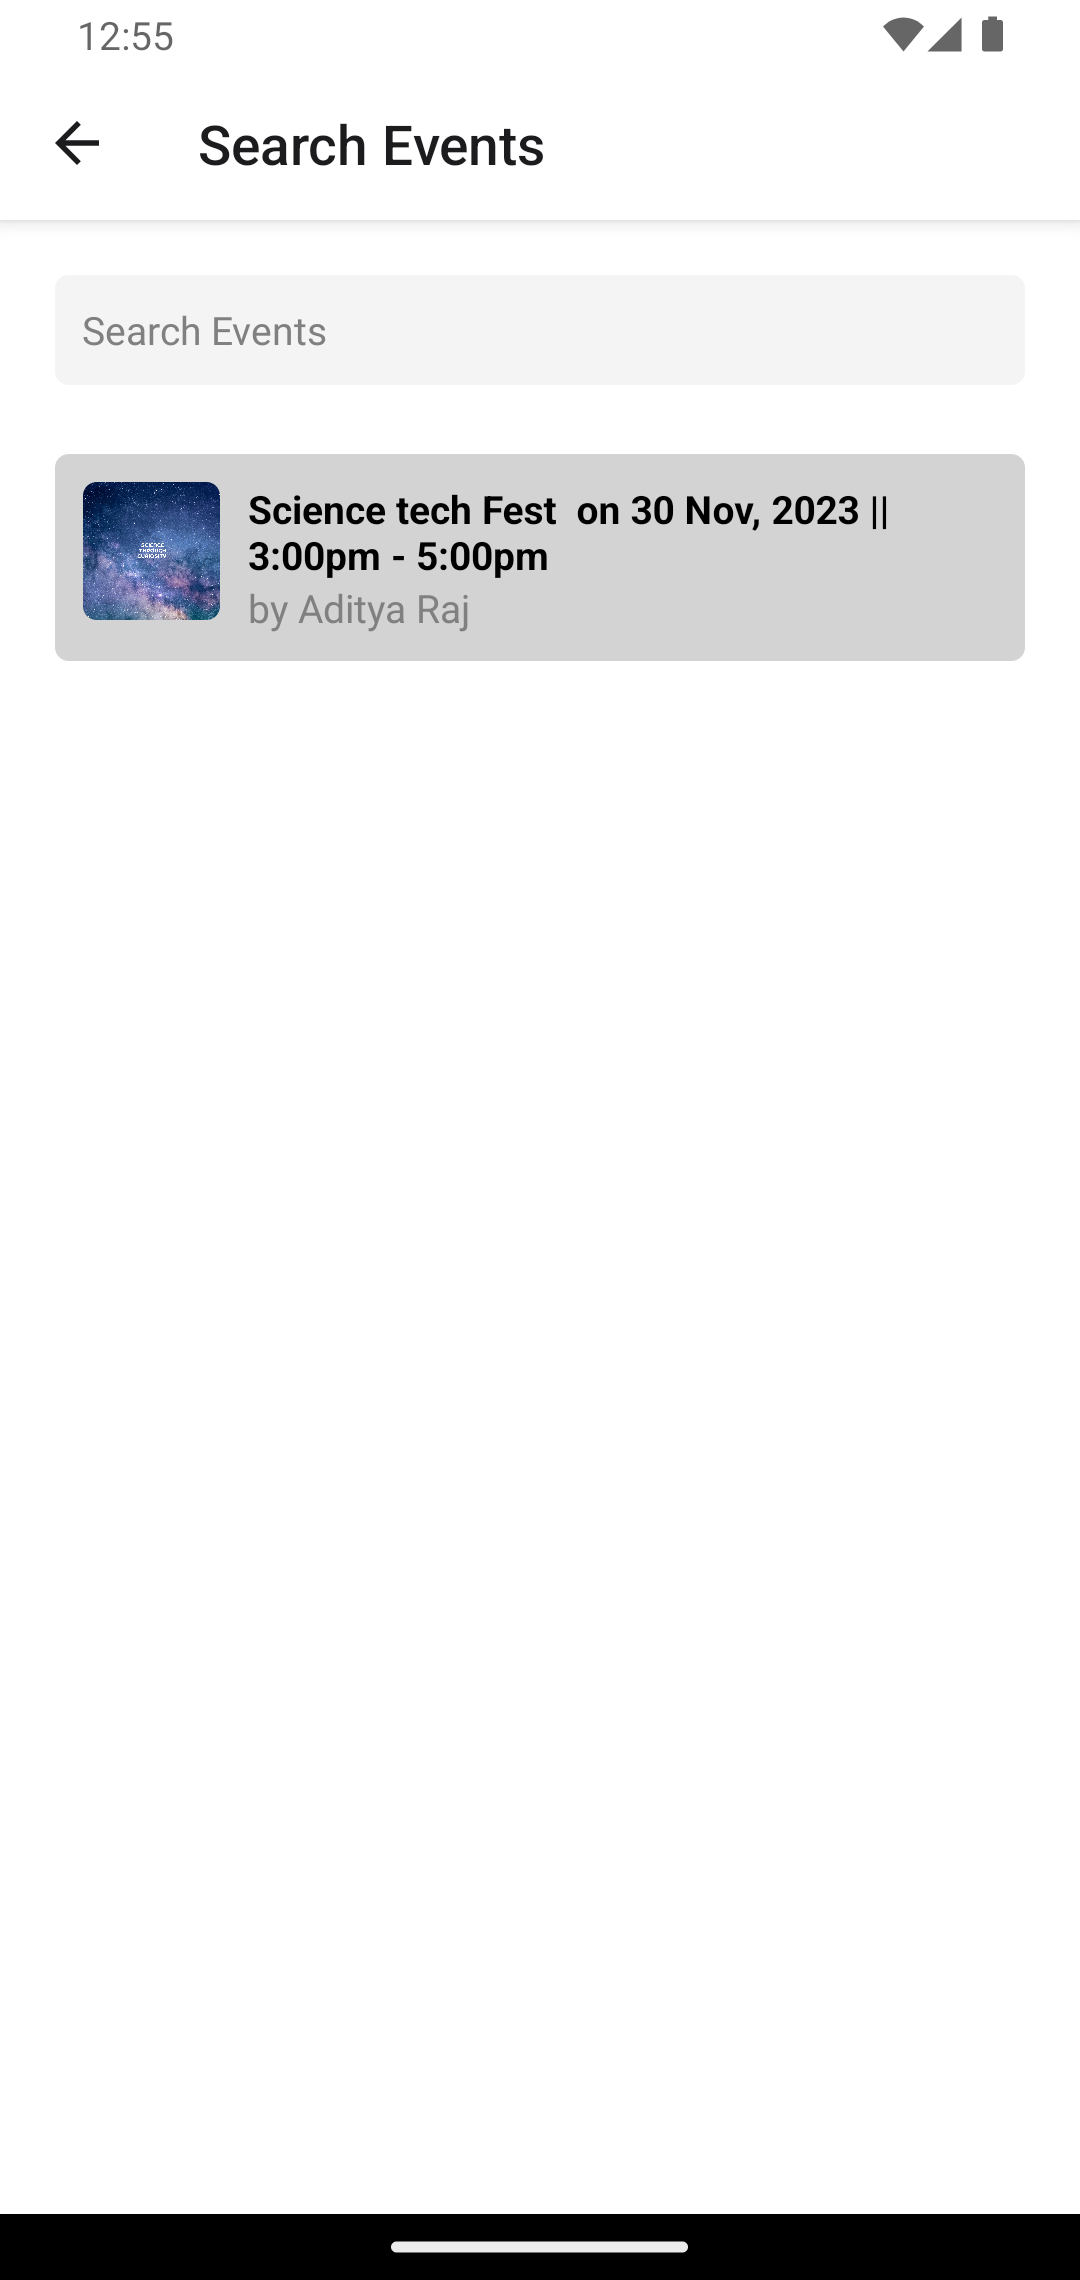 12:55
Search Events
Search Events
Science tech Fest  on 30 Nov, 2023 ||
3:00pm - 5:00pm
by Aditya Raj
SCIENCE
THROUGH
CURIOSITY